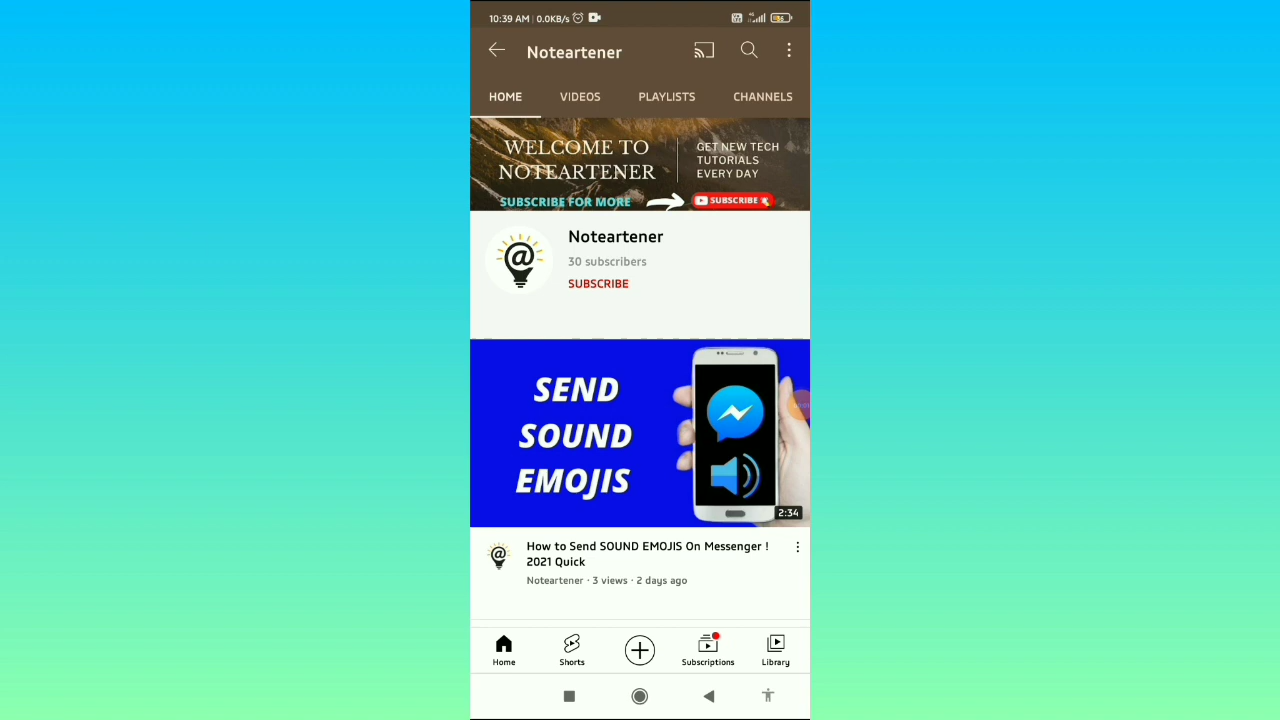 10:39 AM | 0.0KB/s
Noteartener
HOME VIDEOS PLAYLISTS CHANNELS
WELCOME TO
NOTEARTENER
GET NEW TECH
TUTORIALS
EVERY DAY
SUBSCRIBE FOR MORE
SUBSCRIBE
Noteartener
30 subscribers
SUBSCRIBE
SEND
SOUND
EMOJIS
2:34
How to Send SOUND EMOJIS On Messenger !
2021 Quick
Noteartener · 3 views · 2 days ago
Home Shorts Subscriptions Library